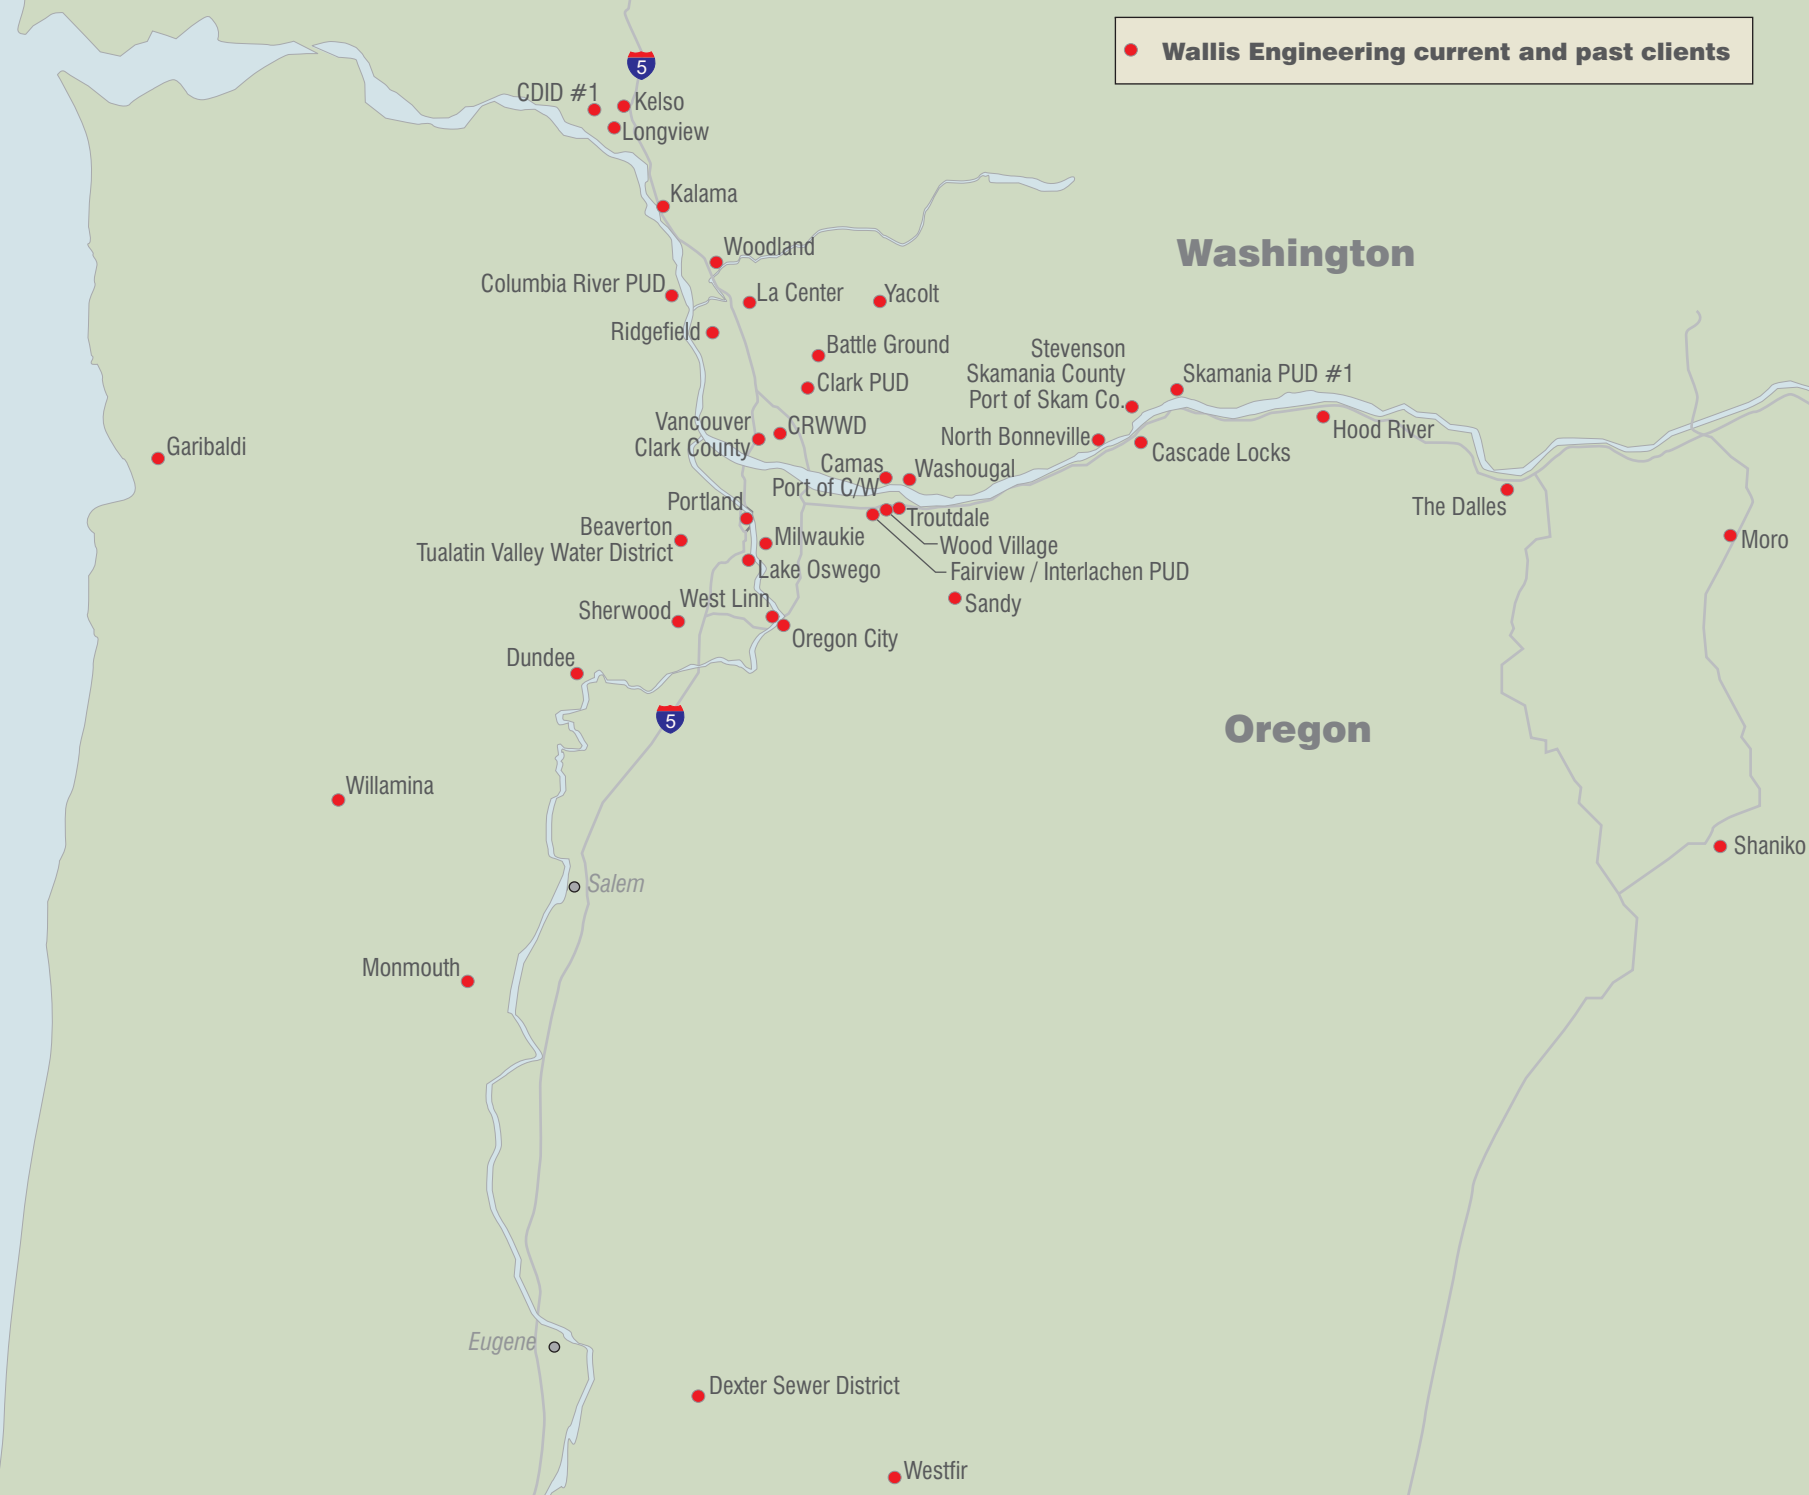 Wallis Engineering current and past clients
5
CDID #1
Kelso
Longview
Kalama
Woodland
Columbia River PUD
La Center
Yacolt
Ridgefield
Battle Ground
Clark PUD
Washington
Stevenson
Skamania County
Port of Skam Co.
Skamania PUD #1
Vancouver
Clark County
CRWWD
North Bonneville
Cascade Locks
Hood River
Garibaldi
Camas
Port of C/W
Washougal
The Dalles
Portland
Troutdale
Beaverton
Tualatin Valley Water District
Milwaukie
Wood Village
Moro
Lake Oswego
Fairview / Interlachen PUD
Sandy
West Linn
Sherwood
Oregon City
Dundee
5
Oregon
Willamina
Shaniko
Salem
Monmouth
Eugene
Dexter Sewer District
Westfir